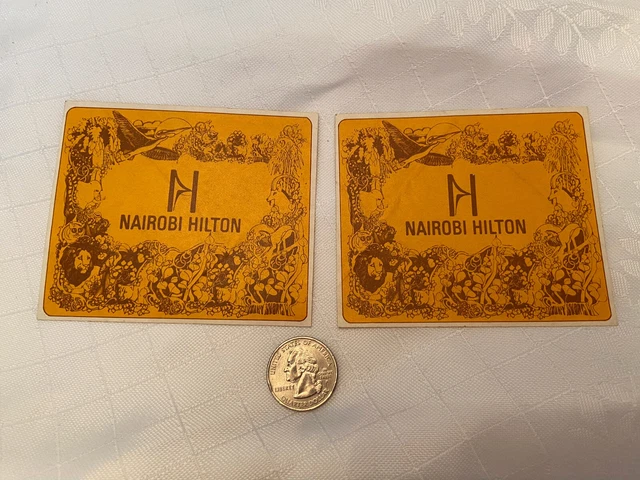 NAIROBI HILTON
NAIROBI HILTON
UNITED STATES OF AMERICA
LIBERTY
QUARTER DOLLAR